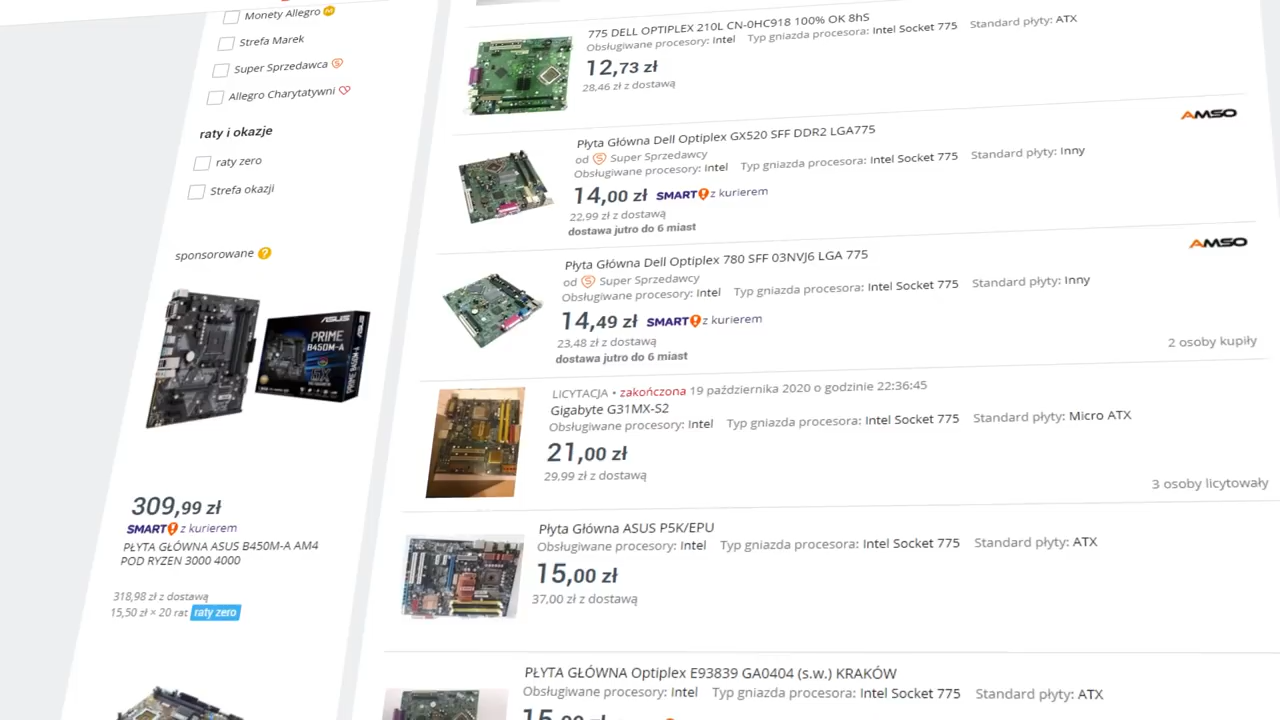 Monety Allegro
Strefa Marek
Super Sprzedawca
Allegro Charytatywni
raty i okazje
raty zero
Strefa okazji
sponsorowane ?
ASUS
PRIME
B450M-A
309,99 zł
SMART! z kurierem
PŁYTA GŁÓWNA ASUS B450M-A AM4
POD RYZEN 3000 4000
318,98 zł z dostawą
15,50 zł × 20 rat raty zero
775 DELL OPTIPLEX 210L CN-0HC918 100% OK 8hS
Obsługiwane procesory: Intel Typ gniazda procesora: Intel Socket 775 Standard płyty: ATX
12,73 zł
28,46 zł z dostawą
AMSO
Płyta Główna Dell Optiplex GX520 SFF DDR2 LGA775
od Super Sprzedawcy
Obsługiwane procesory: Intel Typ gniazda procesora: Intel Socket 775 Standard płyty: Inny
14,00 zł SMART! z kurierem
22,99 zł z dostawą
dostawa jutro do 6 miast
AMSO
Płyta Główna Dell Optiplex 780 SFF 03NVJ6 LGA 775
od Super Sprzedawcy
Obsługiwane procesory: Intel Typ gniazda procesora: Intel Socket 775 Standard płyty: Inny
14,49 zł SMART! z kurierem
23,48 zł z dostawą
dostawa jutro do 6 miast
2 osoby kupiły
LICYTACJA • zakończona 19 października 2020 o godzinie 22:36:45
Gigabyte G31MX-S2
Obsługiwane procesory: Intel Typ gniazda procesora: Intel Socket 775 Standard płyty: Micro ATX
21,00 zł
29,99 zł z dostawą
3 osoby licytowały
Płyta Główna ASUS P5K/EPU
Obsługiwane procesory: Intel Typ gniazda procesora: Intel Socket 775 Standard płyty: ATX
15,00 zł
37,00 zł z dostawą
PŁYTA GŁÓWNA Optiplex E93839 GA0404 (s.w.) KRAKÓW
Obsługiwane procesory: Intel Typ gniazda procesora: Intel Socket 775 Standard płyty: ATX
15,00 zł